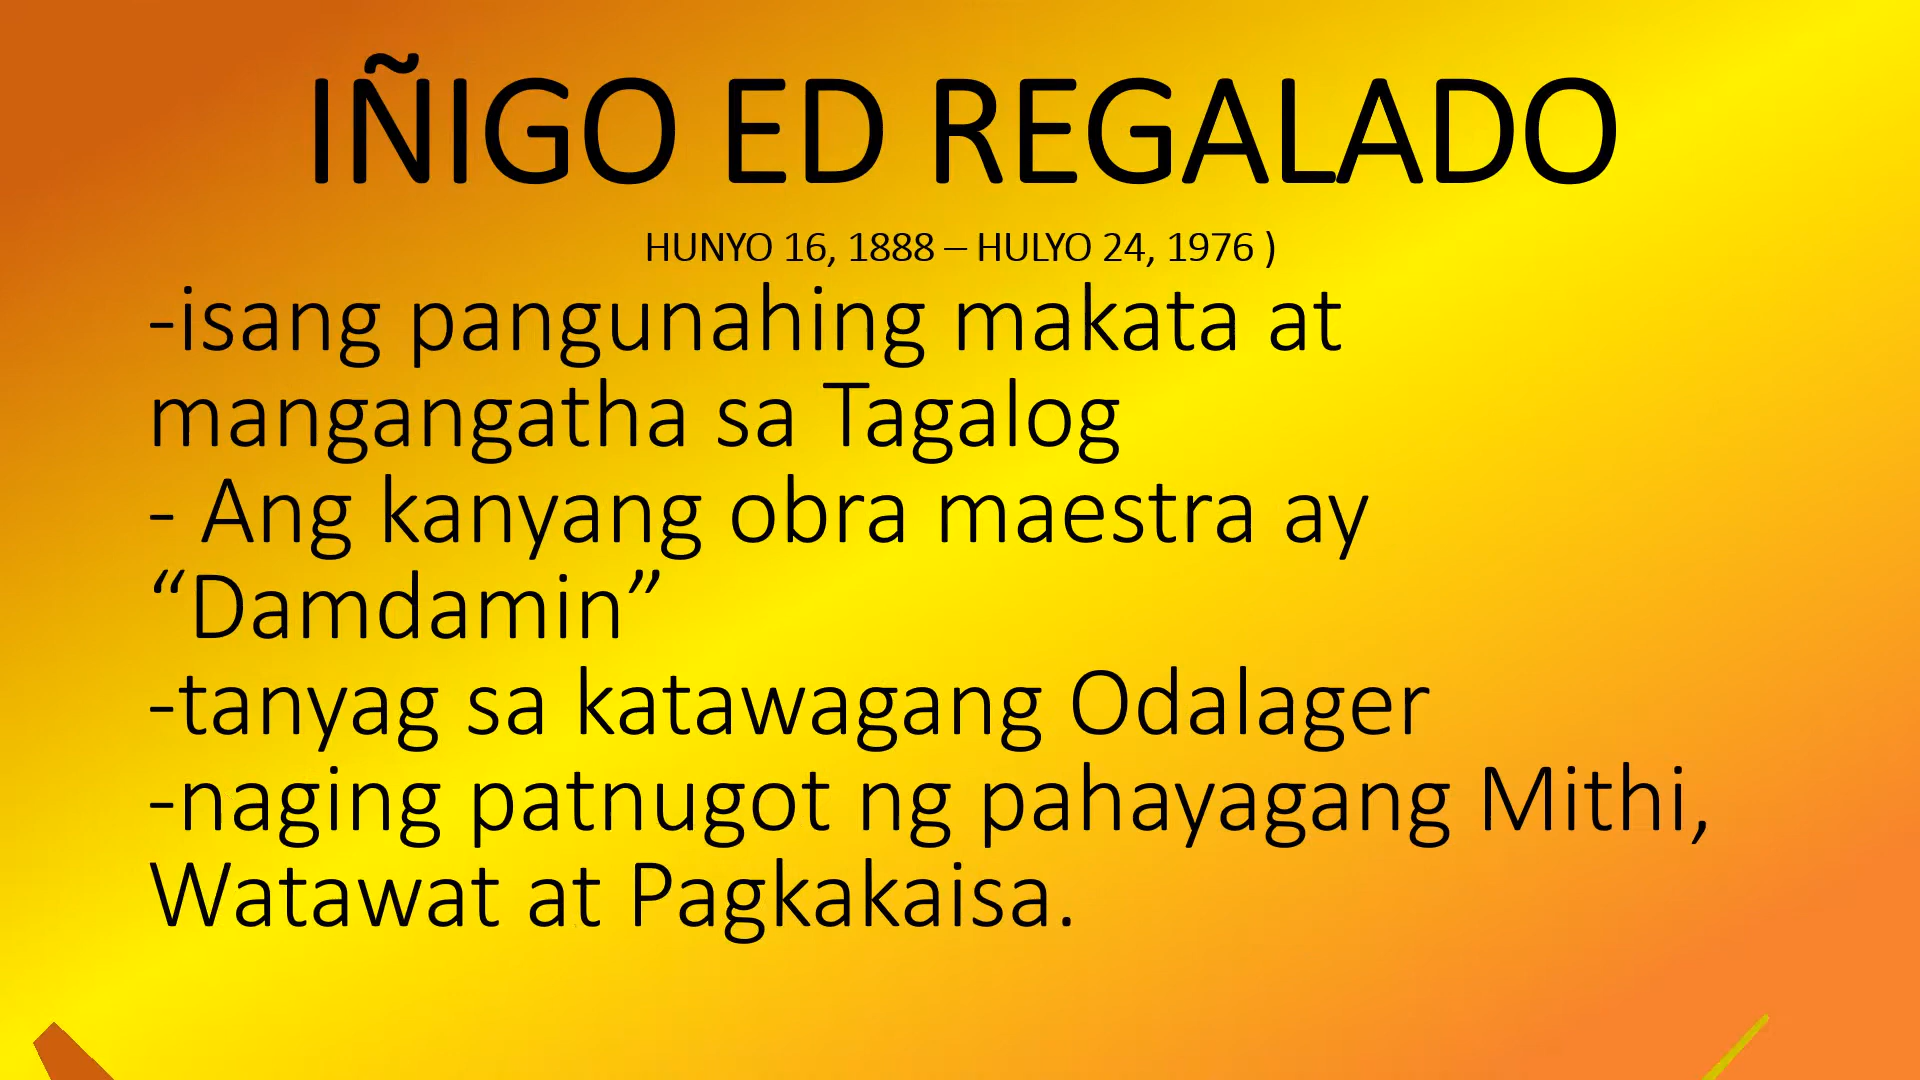 IÑIGO ED REGALADO
HUNYO 16, 1888 – HULYO 24, 1976 )
-isang pangunahing makata at
mangangatha sa Tagalog
- Ang kanyang obra maestra ay
“Damdamin”
-tanyag sa katawagang Odalager
-naging patnugot ng pahayagang Mithi,
Watawat at Pagkakaisa.